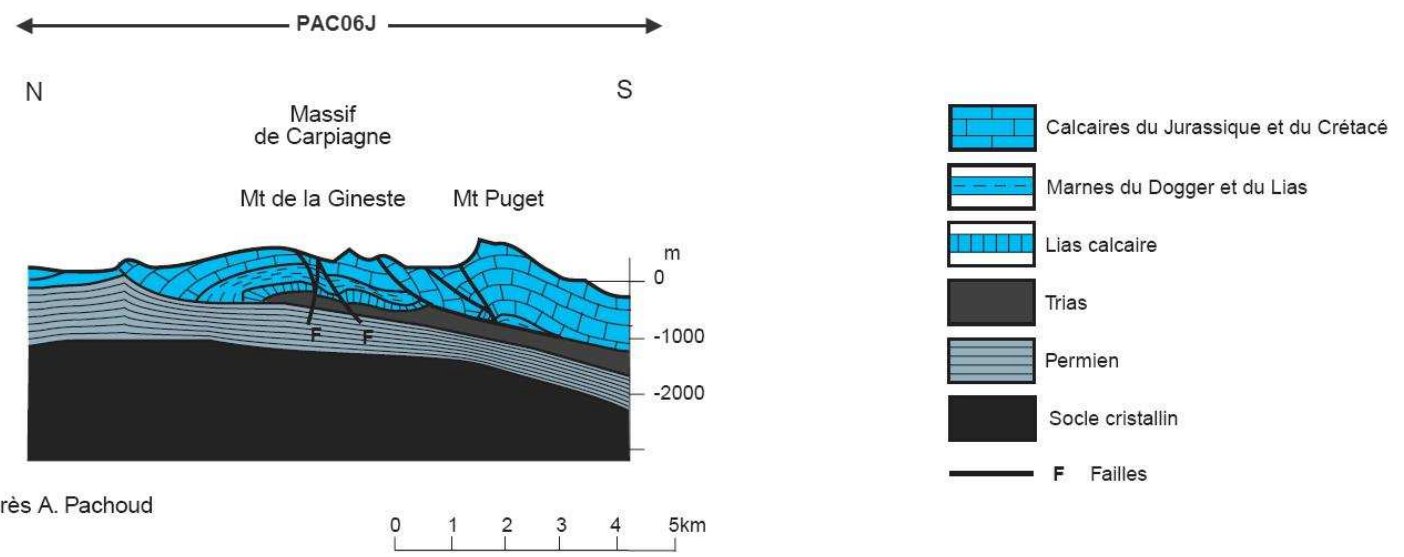 PAC06J
N
S
Massif
de Carpiagne
Mt de la Gineste
Mt Puget
m
0
-1000
-2000
F
F
rès A. Pachoud
0 1 2 3 4 5km
Calcaires du Jurassique et du Crétacé
Marnes du Dogger et du Lias
Lias calcaire
Trias
Permien
Socle cristallin
F Failles